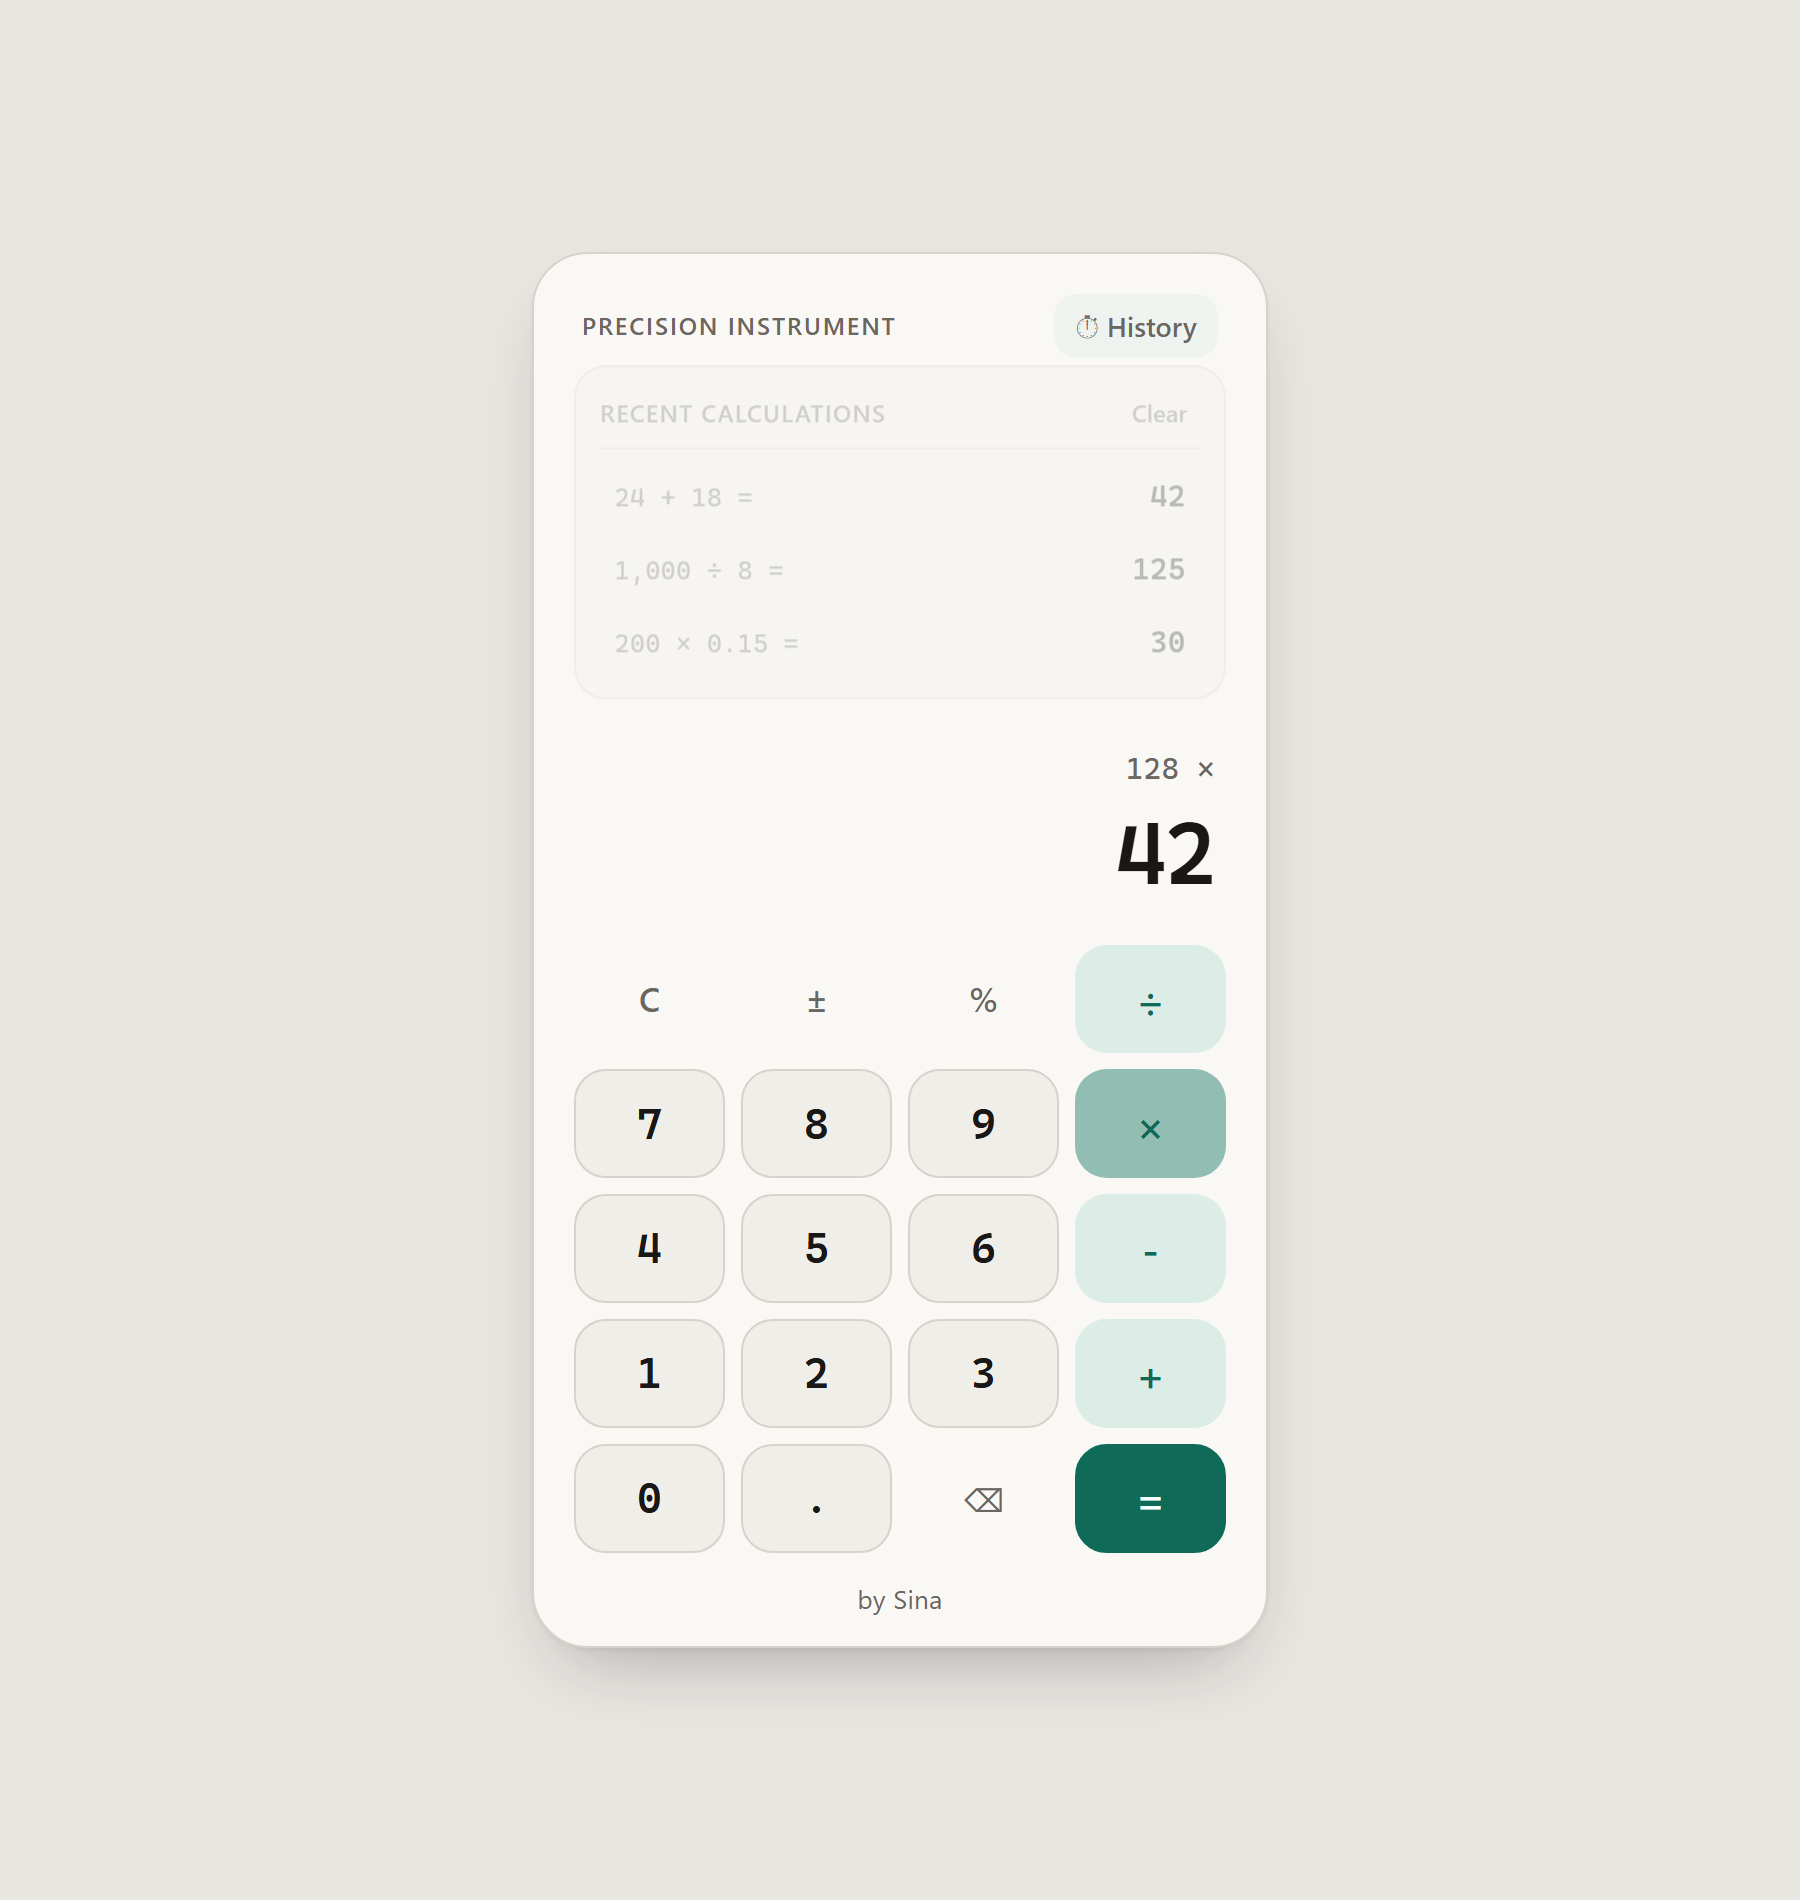 PRECISION INSTRUMENT ⏱ History
RECENT CALCULATIONS Clear
24 + 18 = 42
1,000 ÷ 8 = 125
200 × 0.15 = 30
128 ×
42
C ± % ÷
7 8 9 ×
4 5 6 -
1 2 3 +
0 . ⌫ =
by Sina